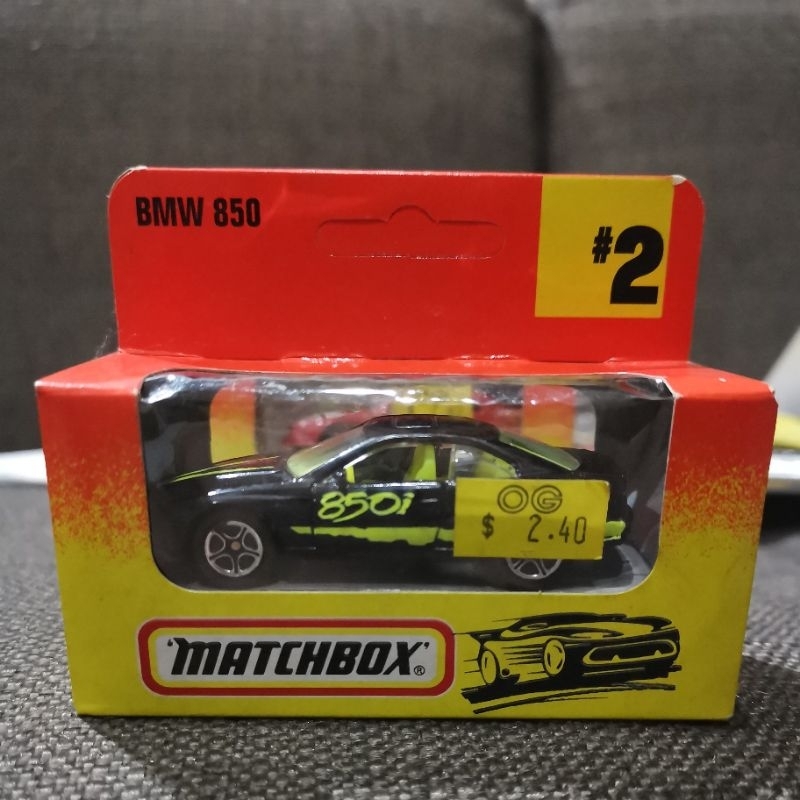 BMW 850
#2
850i
OG
$ 2.40
'MATCHBOX'®